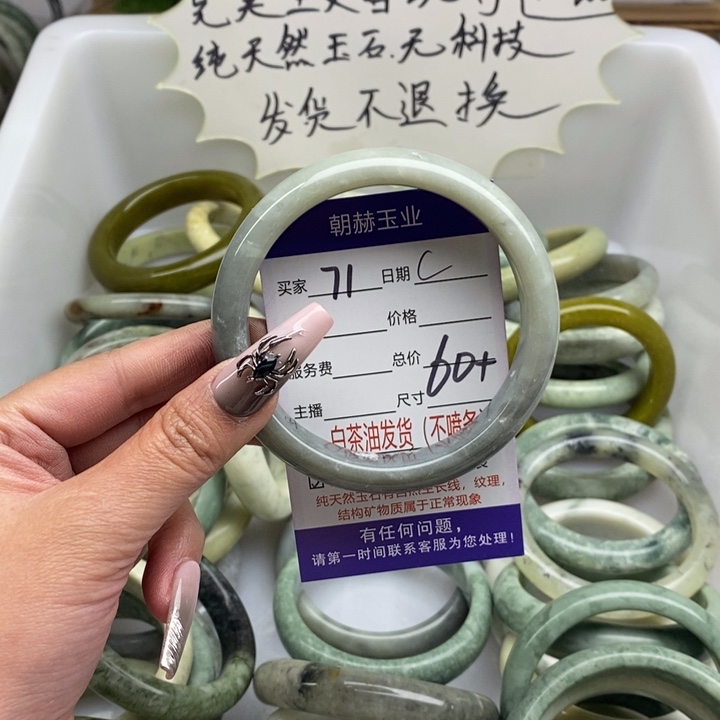 纯天然玉石.无科技
发货不退换
朝赫玉业
买家 71 日期 C
价格
服务费 总价
60+
主播 尺寸
白茶油发货（不喷备
纯天然玉石有自然生长线，纹理，
结构矿物质属于正常现象
有任何问题，
请第一时间联系客服为您处理！